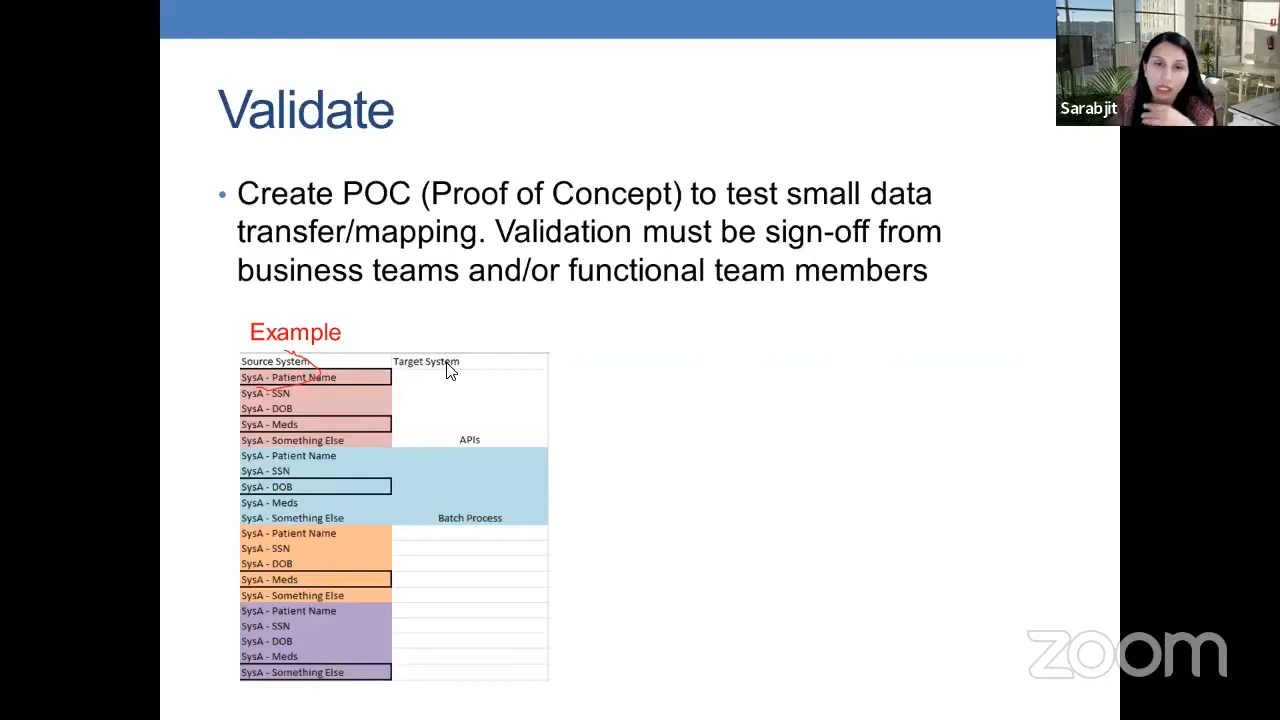 Sarabjit
Validate
• Create POC (Proof of Concept) to test small data
transfer/mapping. Validation must be sign-off from
business teams and/or functional team members
Example
Source System Target System
SysA - Patient Name
SysA - SSN
SysA - DOB
SysA - Meds
SysA - Something Else APIs
SysA - Patient Name
SysA - SSN
SysA - DOB
SysA - Meds
SysA - Something Else Batch Process
SysA - Patient Name
SysA - SSN
SysA - DOB
SysA - Meds
SysA - Something Else
SysA - Patient Name
SysA - SSN
SysA - DOB
SysA - Meds
SysA - Something Else
zoom